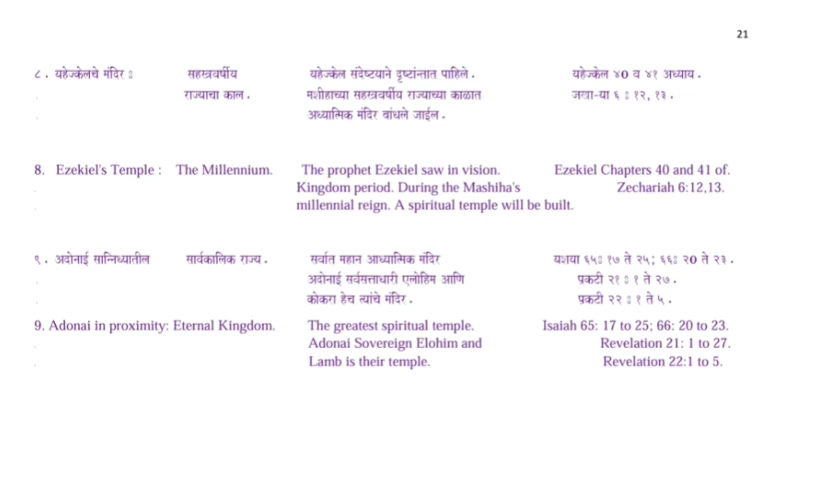 21
८. यहेज्केलचे मंदिर ः सहस्त्रवर्षीय यहेज्केल संदेष्टयाने दृष्टांन्तात पाहिले. यहेज्केल ४० व ४१ अध्याय.
राज्याचा काल. मशीहाच्या सहस्त्रवर्षीय राज्याच्या काळात जखा-या ६ ः १२, १३.
अध्यात्मिक मंदिर बांधले जाईल.
8. Ezekiel's Temple : The Millennium. The prophet Ezekiel saw in vision. Ezekiel Chapters 40 and 41 of.
Kingdom period. During the Mashiha's Zechariah 6:12,13.
millennial reign. A spiritual temple will be built.
९. अदोनाई सान्निध्यातील सार्वकालिक राज्य. सर्वात महान आध्यात्मिक मंदिर यशया ६५ः १७ ते २५; ६६ः २० ते २३.
अदोनाई सर्वसत्ताधारी एलोहिम आणि प्रकटी २१ ः १ ते २७.
कोकरा हेच त्यांचे मंदिर. प्रकटी २२ ः १ ते ५.
9. Adonai in proximity: Eternal Kingdom. The greatest spiritual temple. Isaiah 65: 17 to 25; 66: 20 to 23.
Adonai Sovereign Elohim and Revelation 21: 1 to 27.
Lamb is their temple. Revelation 22:1 to 5.